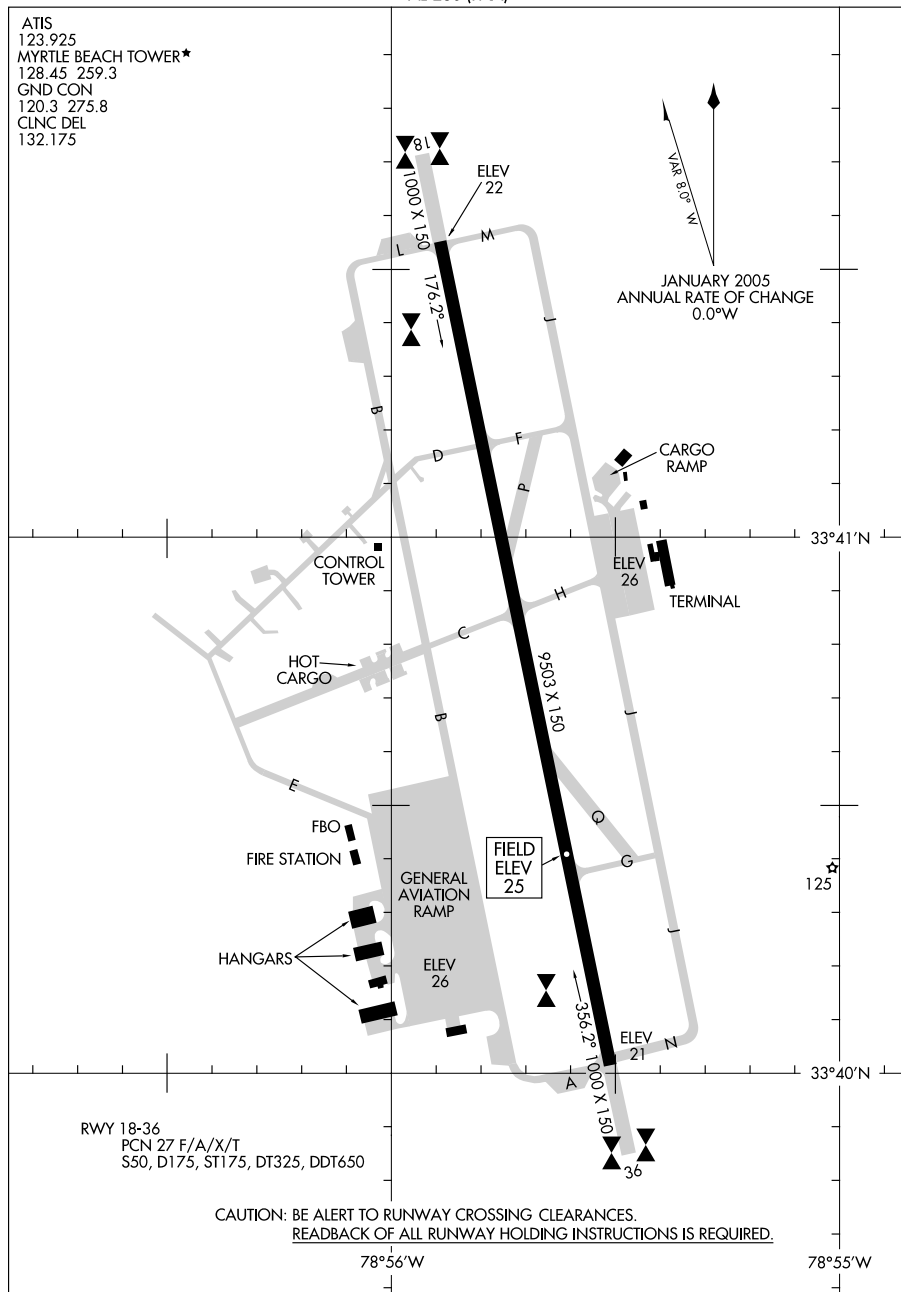 ATIS
123.925
MYRTLE BEACH TOWER★
128.45 259.3
GND CON
120.3 275.8
CLNC DEL
132.175
18
1000 X 150
ELEV
22
VAR 8.0° W
JANUARY 2005
ANNUAL RATE OF CHANGE
0.0°W
L
M
176.2°
J
B
D
F
P
CARGO
RAMP
33°41'N
CONTROL
TOWER
ELEV
26
TERMINAL
H
C
HOT
CARGO
9503 X 150
B
J
E
FBO
FIRE STATION
Q
FIELD
ELEV
25
G
125
GENERAL
AVIATION
RAMP
HANGARS
ELEV
26
J
356.2°
1000 X 150
ELEV
21
N
A
33°40'N
36
RWY 18-36
PCN 27 F/A/X/T
S50, D175, ST175, DT325, DDT650
CAUTION: BE ALERT TO RUNWAY CROSSING CLEARANCES.
READBACK OF ALL RUNWAY HOLDING INSTRUCTIONS IS REQUIRED.
78°56'W
78°55'W